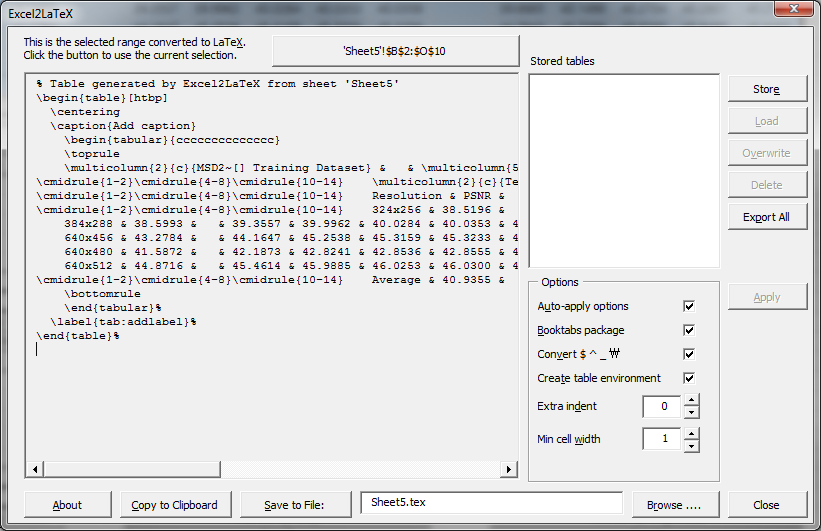 Excel2LaTeX
This is the selected range converted to LaTeX.
Click the button to use the current selection.
'Sheet5'!$B$2:$O$10
Stored tables
% Table generated by Excel2LaTeX from sheet 'Sheet5'
\begin{table}[htbp]
\centering
\caption{Add caption}
\begin{tabular}{cccccccccccccc}
\toprule
\multicolumn{2}{c}{MSD2~[] Training Dataset} & & \multicolumn{5
\cmidrule{1-2}\cmidrule{4-8}\cmidrule{10-14} \multicolumn{2}{c}{Te
\cmidrule{1-2}\cmidrule{4-8}\cmidrule{10-14} Resolution & PSNR &
\cmidrule{1-2}\cmidrule{4-8}\cmidrule{10-14} 324x256 & 38.5196 &
384x288 & 38.5993 & & 39.3557 & 39.9962 & 40.0284 & 40.0353 & 4
640x456 & 43.2784 & & 44.1647 & 45.2538 & 45.3159 & 45.3233 & 4
640x480 & 41.5872 & & 42.1873 & 42.8241 & 42.8536 & 42.8555 & 4
640x512 & 44.8716 & & 45.4614 & 45.9885 & 46.0253 & 46.0300 & 4
\cmidrule{1-2}\cmidrule{4-8}\cmidrule{10-14} Average & 40.9355 &
\bottomrule
\end{tabular}%
\label{tab:addlabel}%
\end{table}%
Store
Load
Overwrite
Delete
Export All
Options
Auto-apply options
Booktabs package
Convert $ ^ _ ₩
Create table environment
Extra indent 0
Min cell width 1
Apply
About
Copy to Clipboard
Save to File:
Sheet5.tex
Browse ....
Close